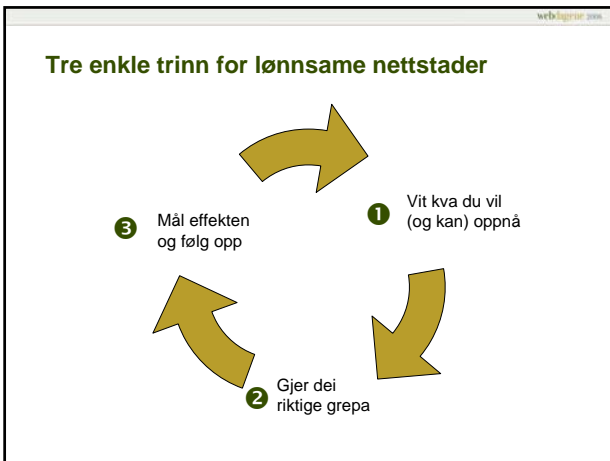 webdagene 2006
Tre enkle trinn for lønnsame nettstader
❶ Vit kva du vil
(og kan) oppnå
❷ Gjer dei
riktige grepa
❸ Mål effekten
og følg opp